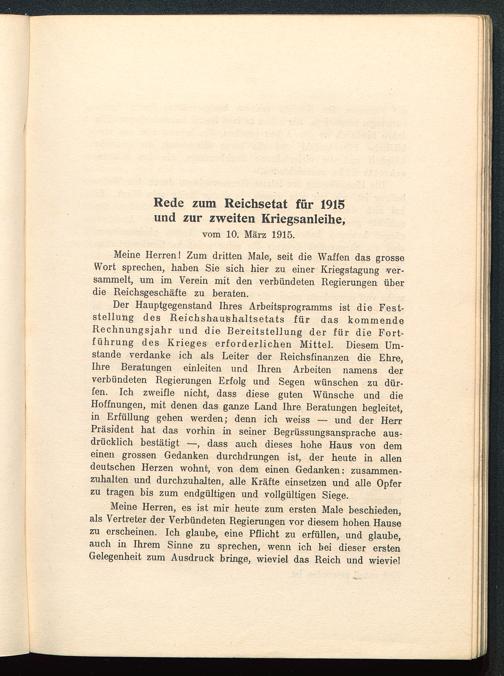 Rede zum Reichsetat für 1915
und zur zweiten Kriegsanleihe,
vom 10. März 1915.
Meine Herren! Zum dritten Male, seit die Waffen das grosse
Wort sprechen, haben Sie sich hier zu einer Kriegstagung ver-
sammelt, um im Verein mit den verbündeten Regierungen über
die Reichsgeschäfte zu beraten.
Der Hauptgegenstand Ihres Arbeitsprogramms ist die Fest-
stellung des Reichshaushaltsetats für das kommende
Rechnungsjahr und die Bereitstellung der für die Fort-
führung des Krieges erforderlichen Mittel. Diesem Um-
stande verdanke ich als Leiter der Reichsfinanzen die Ehre,
Ihre Beratungen einleiten und Ihren Arbeiten namens der
verbündeten Regierungen Erfolg und Segen wünschen zu dür-
fen. Ich zweifle nicht, dass diese guten Wünsche und die
Hoffnungen, mit denen das ganze Land Ihre Beratungen begleitet,
in Erfüllung gehen werden; denn ich weiss — und der Herr
Präsident hat das vorhin in seiner Begrüssungsansprache aus-
drücklich bestätigt —, dass auch dieses hohe Haus von dem
einen grossen Gedanken durchdrungen ist, der heute in allen
deutschen Herzen wohnt, von dem einen Gedanken: zusammen-
zuhalten und durchzuhalten, alle Kräfte einsetzen und alle Opfer
zu tragen bis zum endgültigen und vollgültigen Siege.
Meine Herren, es ist mir heute zum ersten Male beschieden,
als Vertreter der Verbündeten Regierungen vor diesem hohen Hause
zu erscheinen. Ich glaube, eine Pflicht zu erfüllen, und glaube,
auch in Ihrem Sinne zu sprechen, wenn ich bei dieser ersten
Gelegenheit zum Ausdruck bringe, wieviel das Reich und wieviel